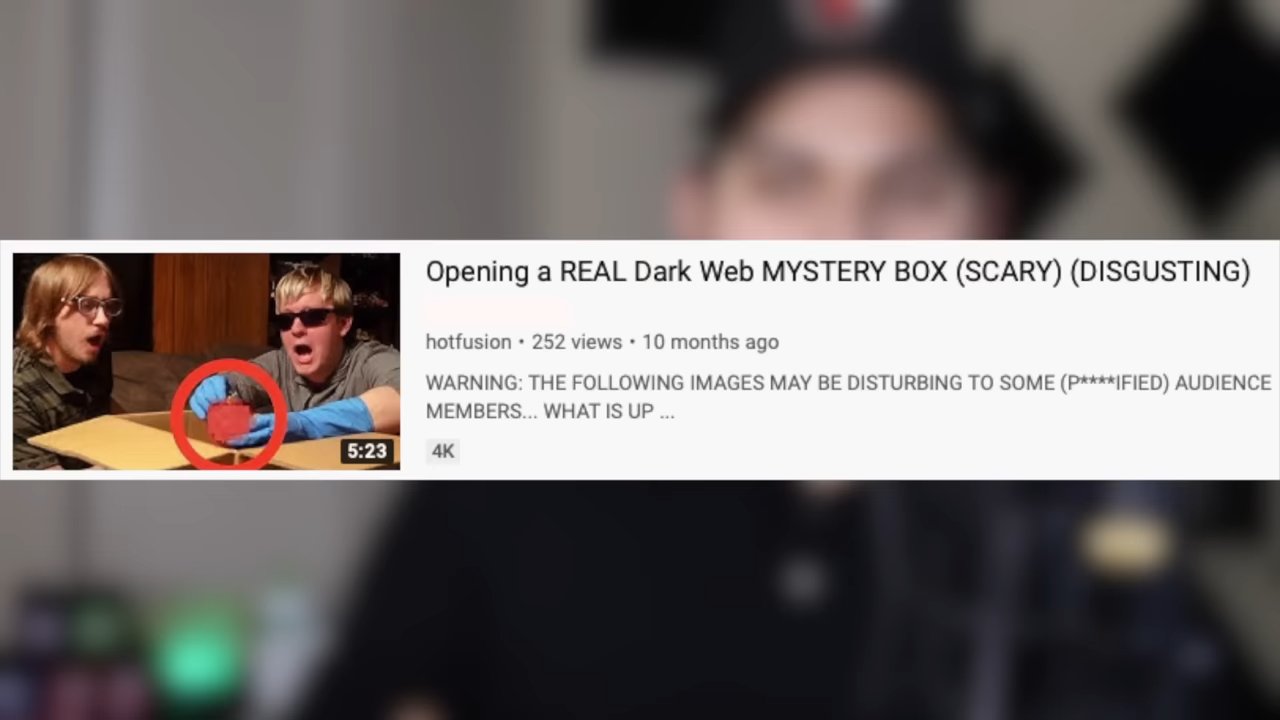 Opening a REAL Dark Web MYSTERY BOX (SCARY) (DISGUSTING)
hotfusion • 252 views • 10 months ago
WARNING: THE FOLLOWING IMAGES MAY BE DISTURBING TO SOME (P****IFIED) AUDIENCE
MEMBERS... WHAT IS UP ...
5:23
4K